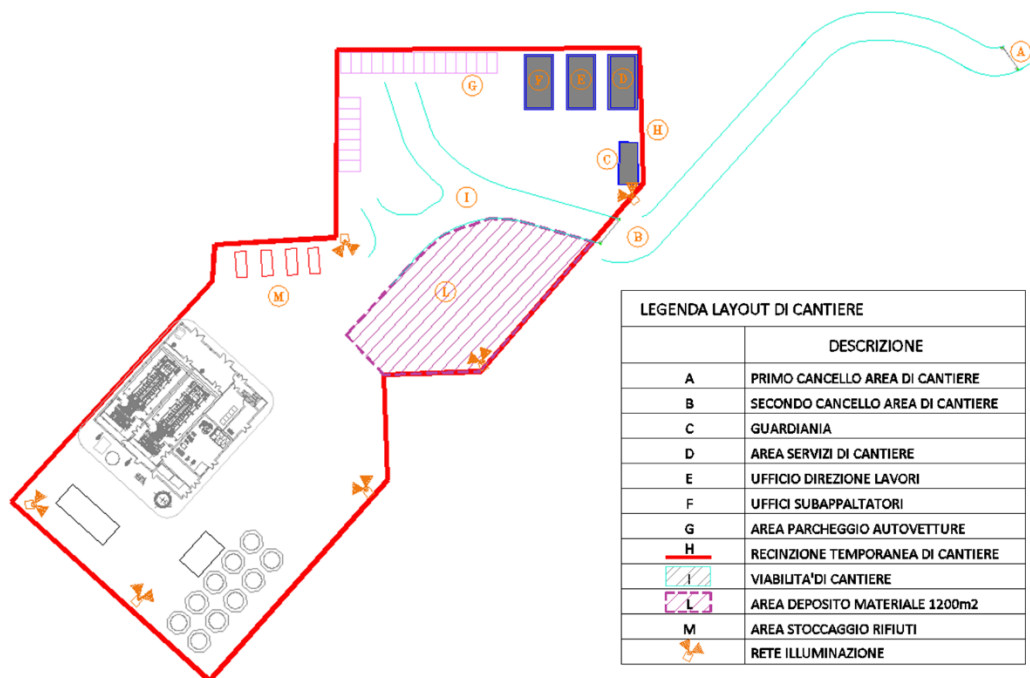 A
G
F
E
D
H
C
I
B
M
L
LEGENDA LAYOUT DI CANTIERE
DESCRIZIONE
A PRIMO CANCELLO AREA DI CANTIERE
B SECONDO CANCELLO AREA DI CANTIERE
C GUARDIANIA
D AREA SERVIZI DI CANTIERE
E UFFICIO DIREZIONE LAVORI
F UFFICI SUBAPPALTATORI
G AREA PARCHEGGIO AUTOVETTURE
H RECINZIONE TEMPORANEA DI CANTIERE
I VIABILITA'DI CANTIERE
L AREA DEPOSITO MATERIALE 1200m2
M AREA STOCCAGGIO RIFIUTI
RETE ILLUMINAZIONE